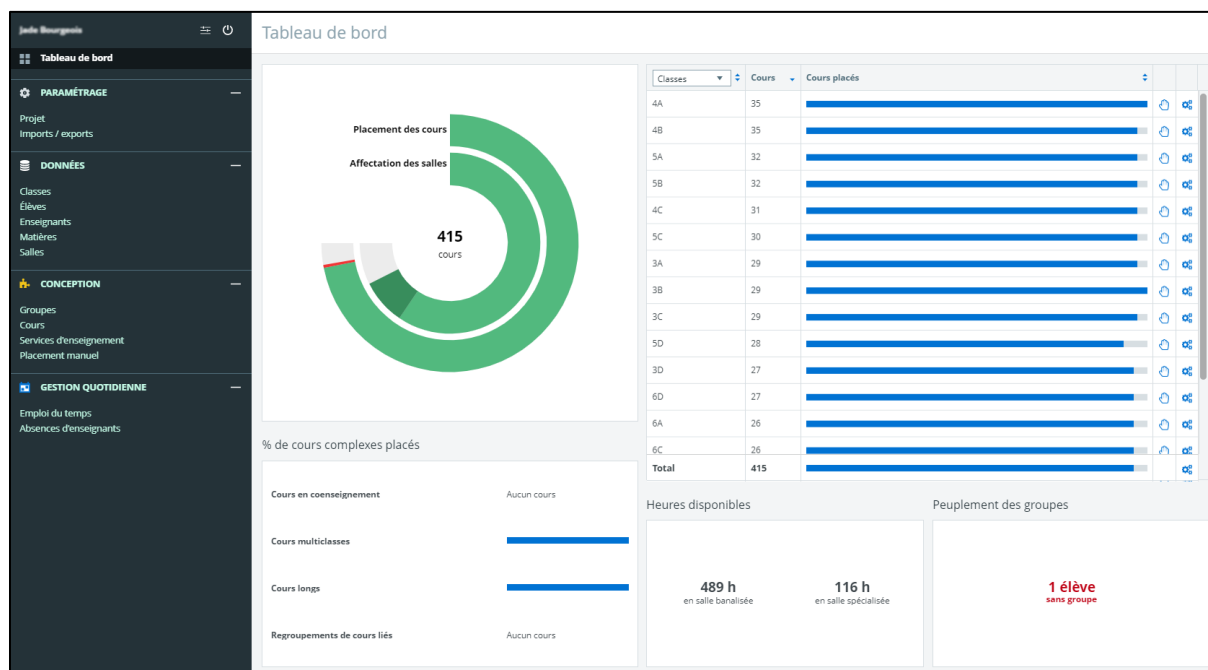 Jade Bourgeois
Tableau de bord
PARAMÉTRAGE
Projet
Imports / exports
DONNÉES
Classes
Élèves
Enseignants
Matières
Salles
CONCEPTION
Groupes
Cours
Services d'enseignement
Placement manuel
GESTION QUOTIDIENNE
Emploi du temps
Absences d'enseignants
Tableau de bord
Placement des cours
Affectation des salles
415
cours
% de cours complexes placés
Cours en coenseignement Aucun cours
Cours multiclasses
Cours longs
Regroupements de cours liés Aucun cours
Classes Cours Cours placés
4A 35
4B 35
5A 32
5B 32
4C 31
5C 30
3A 29
3B 29
3C 29
5D 28
3D 27
6D 27
6A 26
6C 26
Total 415
Heures disponibles
489 h
en salle banalisée
116 h
en salle spécialisée
Peuplement des groupes
1 élève
sans groupe